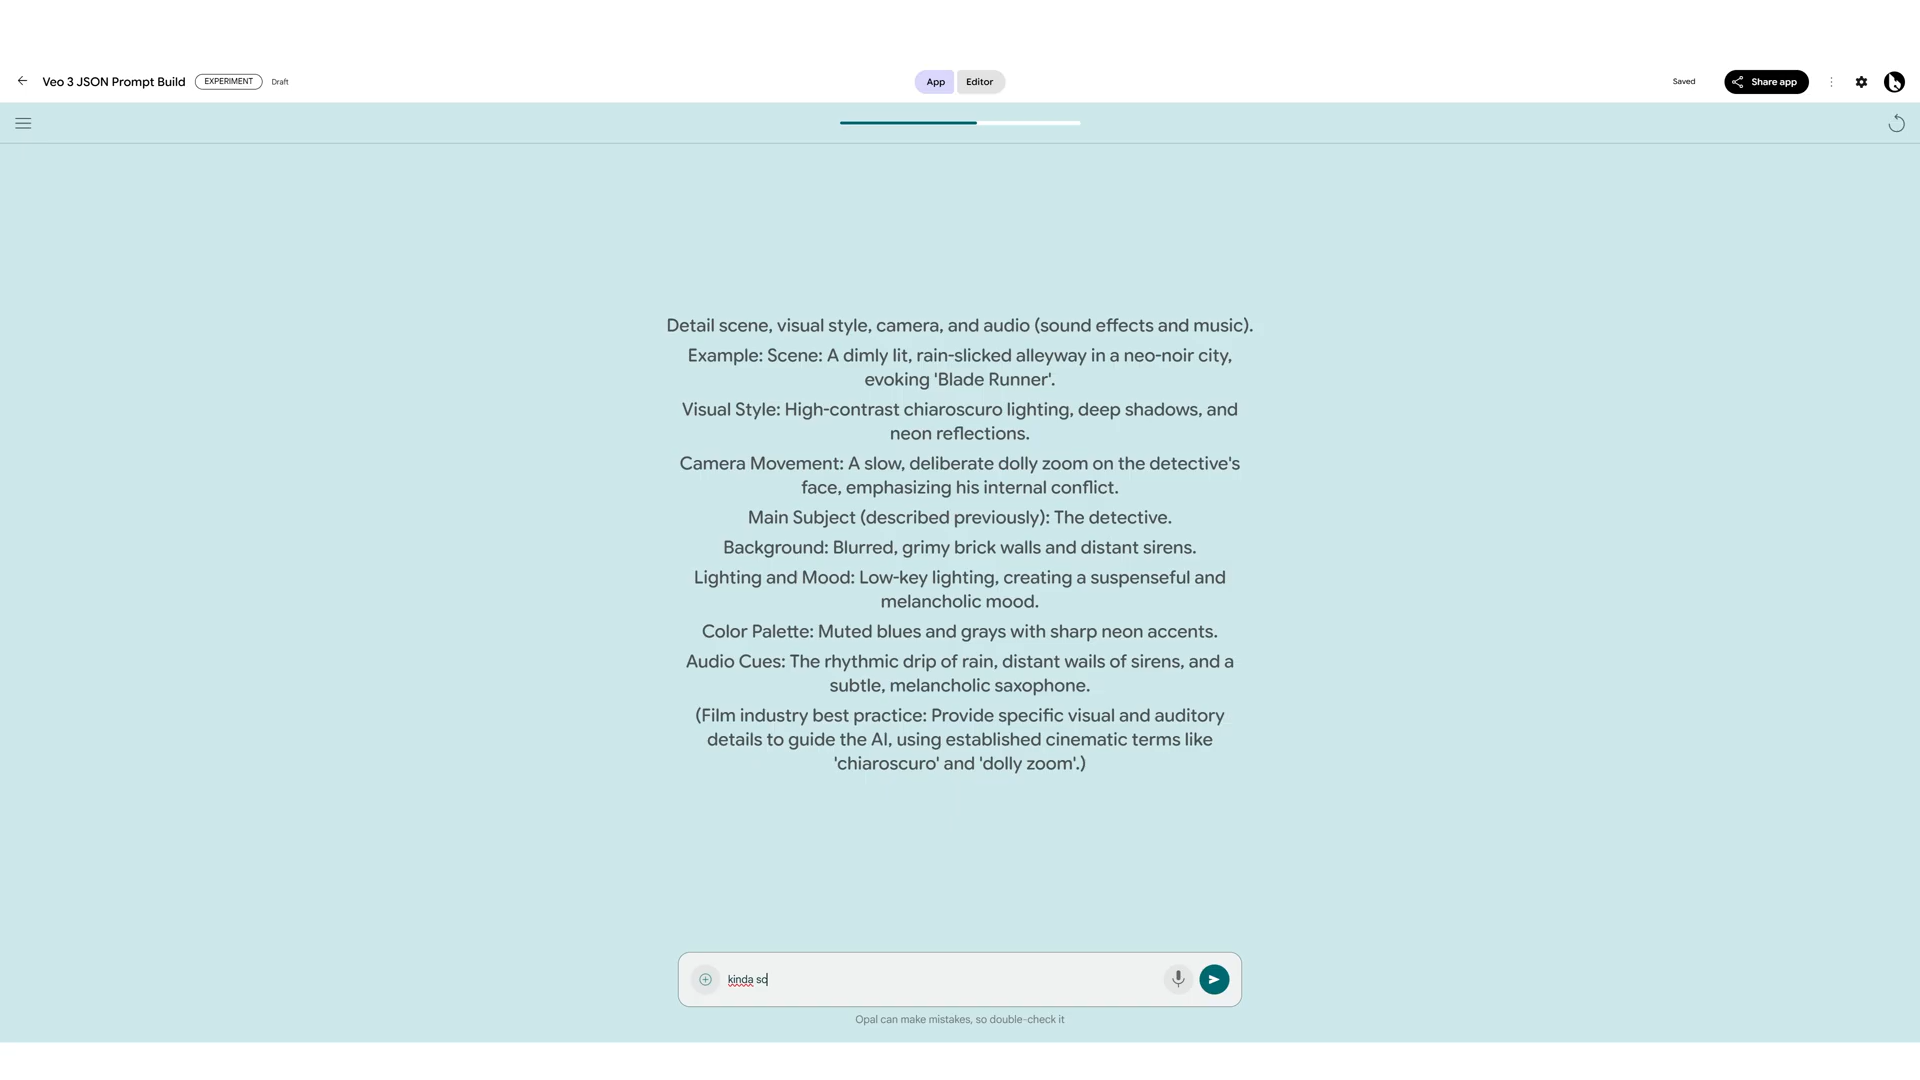 Veo 3 JSON Prompt Build EXPERIMENT Draft App Editor Saved Share app
Detail scene, visual style, camera, and audio (sound effects and music).
Example: Scene: A dimly lit, rain-slicked alleyway in a neo-noir city,
evoking 'Blade Runner'.
Visual Style: High-contrast chiaroscuro lighting, deep shadows, and
neon reflections.
Camera Movement: A slow, deliberate dolly zoom on the detective's
face, emphasizing his internal conflict.
Main Subject (described previously): The detective.
Background: Blurred, grimy brick walls and distant sirens.
Lighting and Mood: Low-key lighting, creating a suspenseful and
melancholic mood.
Color Palette: Muted blues and grays with sharp neon accents.
Audio Cues: The rhythmic drip of rain, distant wails of sirens, and a
subtle, melancholic saxophone.
(Film industry best practice: Provide specific visual and auditory
details to guide the AI, using established cinematic terms like
'chiaroscuro' and 'dolly zoom'.)
kinda sc
Opal can make mistakes, so double-check it